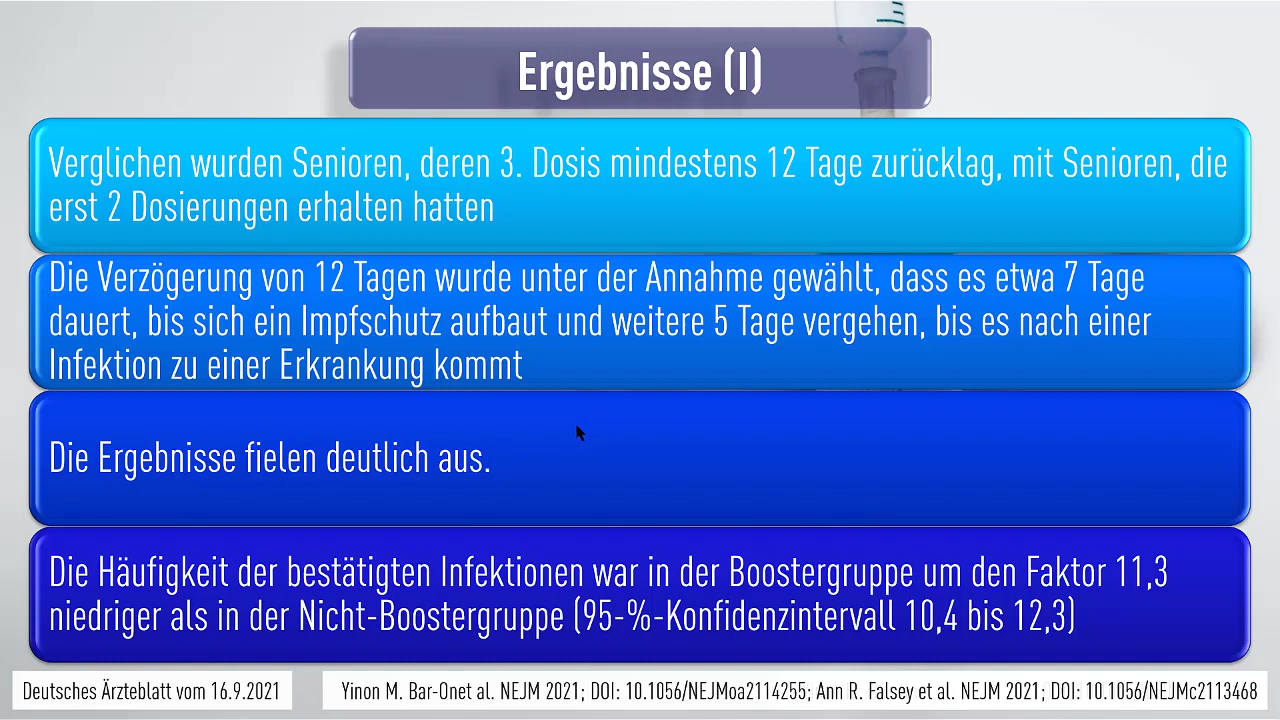 Ergebnisse (I)
Verglichen wurden Senioren, deren 3. Dosis mindestens 12 Tage zurücklag, mit Senioren, die
erst 2 Dosierungen erhalten hatten
Die Verzögerung von 12 Tagen wurde unter der Annahme gewählt, dass es etwa 7 Tage
dauert, bis sich ein Impfschutz aufbaut und weitere 5 Tage vergehen, bis es nach einer
Infektion zu einer Erkrankung kommt
Die Ergebnisse fielen deutlich aus.
Die Häufigkeit der bestätigten Infektionen war in der Boostergruppe um den Faktor 11,3
niedriger als in der Nicht-Boostergruppe (95-%-Konfidenzintervall 10,4 bis 12,3)
Deutsches Ärzteblatt vom 16.9.2021
Yinon M. Bar-Onet al. NEJM 2021; DOI: 10.1056/NEJMoa2114255; Ann R. Falsey et al. NEJM 2021; DOI: 10.1056/NEJMc2113468